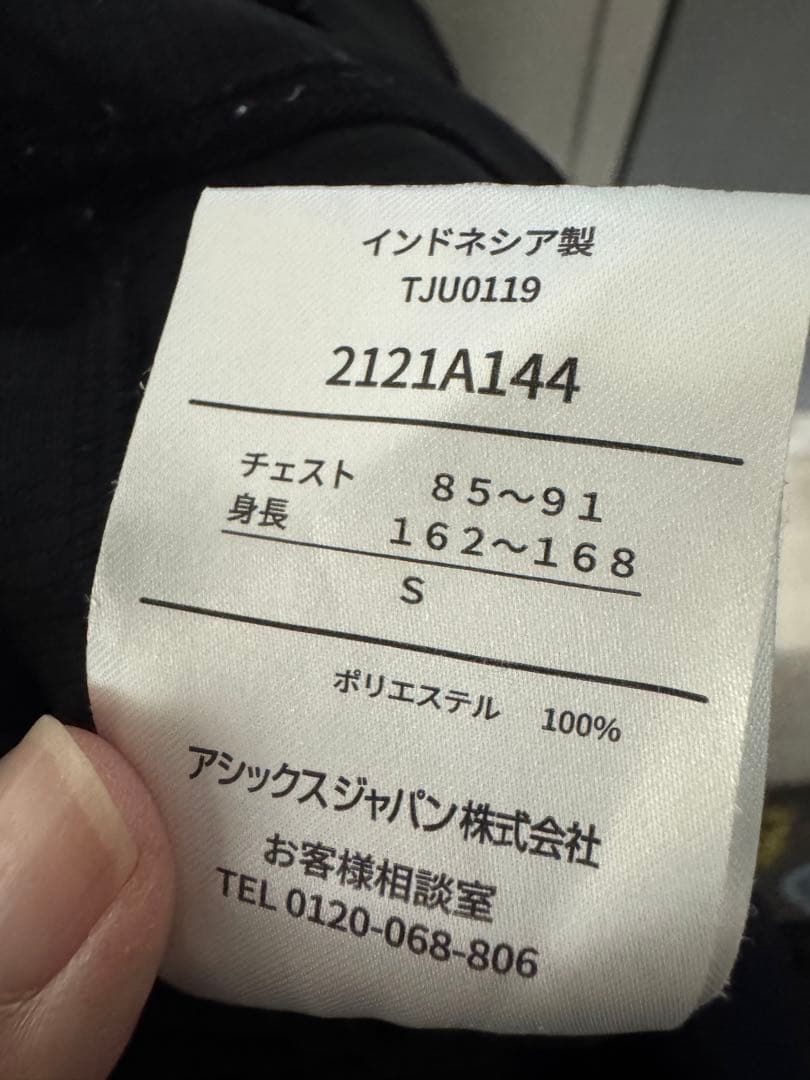 インドネシア製
TJU0119
2121A144
チェスト 85～91
身長 162～168
S
ポリエステル 100%
アシックスジャパン株式会社
お客様相談室
TEL 0120-068-806